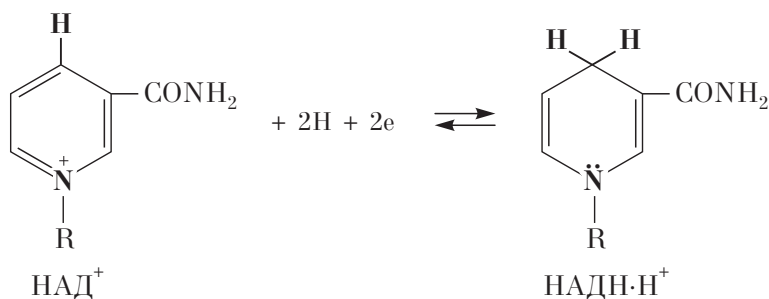 H
H H
CONH₂
CONH₂
+ 2H + 2e
N⁺
N̈
R
R
НАД⁺
НАДН·Н⁺